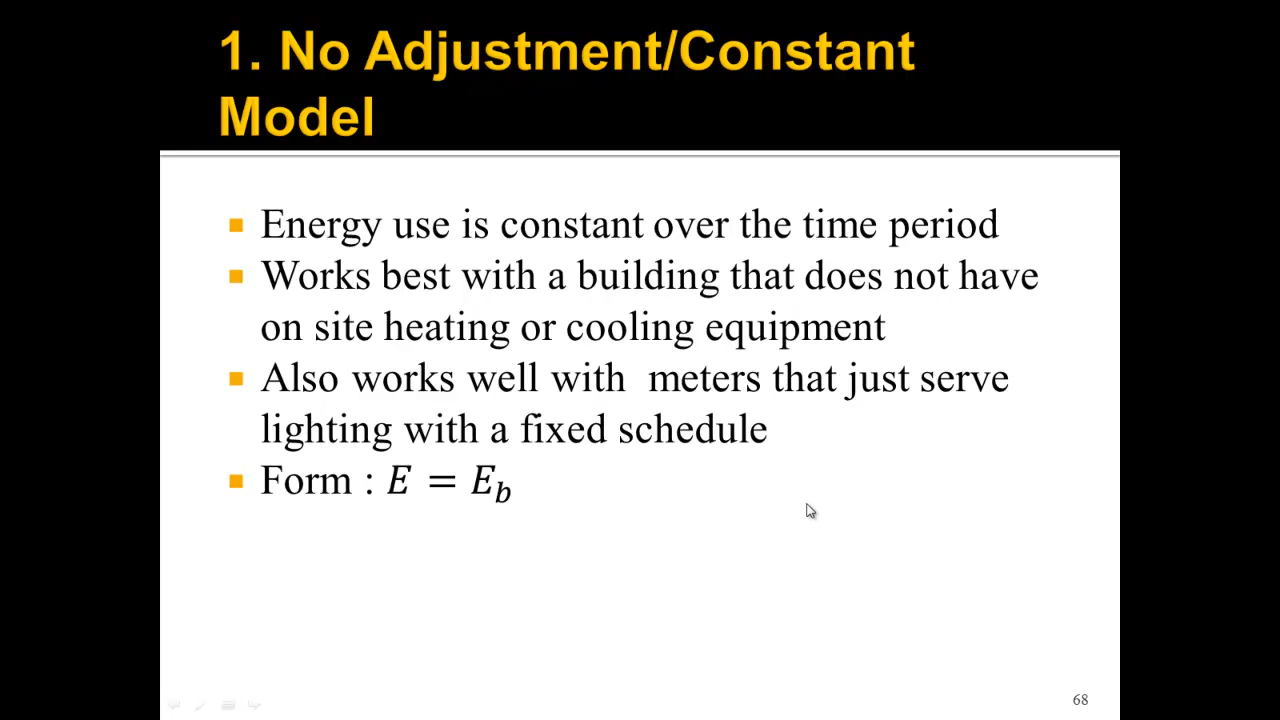 1. No Adjustment/Constant
Model
Energy use is constant over the time period
Works best with a building that does not have
on site heating or cooling equipment
Also works well with  meters that just serve
lighting with a fixed schedule
Form : E = E_b
68